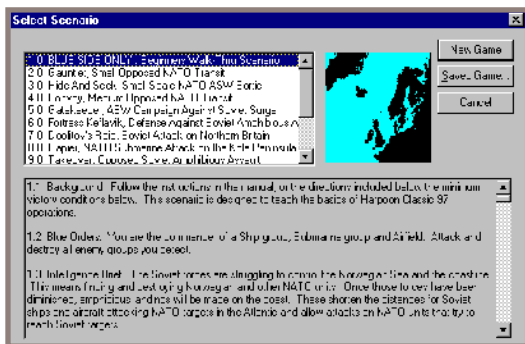 Select Scenario
1.0 BLUE SIDE ONLY, Beginners Walk-Thru Scenario
2.0 Gauntlet, Small Opposed NATO Transit
3.0 Hide And Seek, Small Scale NATO ASW Sortie
4.0 Convoy, Medium Opposed NATO Transit
5.0 Gatekeeper, ASW Campaign Against Soviet Surge
6.0 Fortress Keflavik, Defense Against Soviet Amphibious A
7.0 Doolittle's Raid, Soviet Attack on Northern Britain
8.0 NATO Submarine Attack on the Kola Peninsula
9.0 Takeover, Opposed Soviet Amphibious Assault
New Game
Saved Game...
Cancel
1.1 Background: Follow the instructions in the manual, or the directions included below the minimum
victory conditions below. This scenario is designed to teach the basics of Harpoon Classic 97
operations.
1.2 Blue Orders: You are the commander of a Ship group, Submarine group and Airfield. Attack and
destroy all enemy groups you detect.
1.3 Intelligence Brief: The Soviet forces are struggling to control the Norwegian Sea and the coastline.
This means finding and destroying Norwegian and other NATO units. Once those forces have been
diminished, amphibious landings will be made on the coast. These shorten the distances for Soviet
ships and aircraft attacking NATO targets in the Atlantic and allow attacks on NATO units that try to
reach Soviet targets.